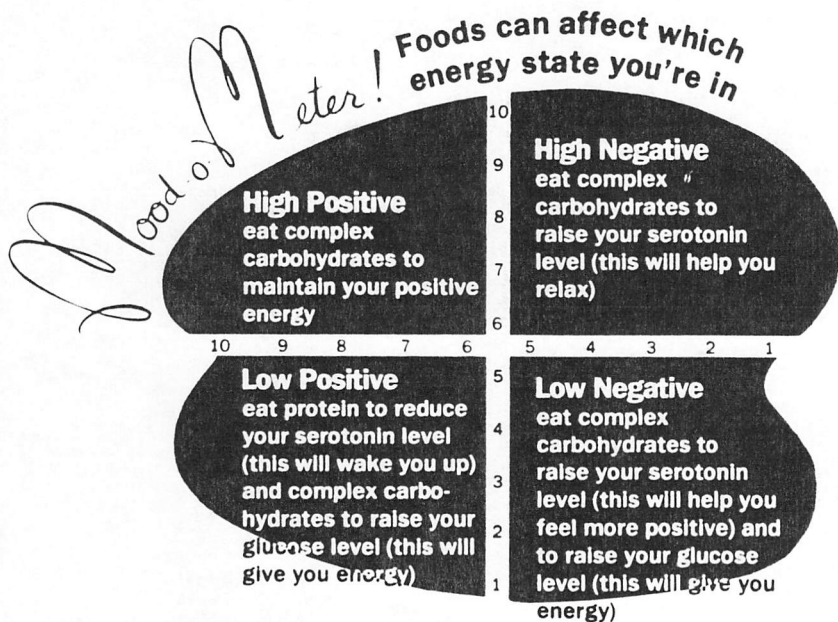 Mood-o-Meter!
Foods can affect which
energy state you're in
10
9
8
7
6
High Positive
eat complex
carbohydrates to
maintain your positive
energy
High Negative
eat complex
carbohydrates to
raise your serotonin
level (this will help you
relax)
10 9 8 7 6 5 4 3 2 1
5
4
3
2
1
Low Positive
eat protein to reduce
your serotonin level
(this will wake you up)
and complex carbo-
hydrates to raise your
glucose level (this will
give you energy)
Low Negative
eat complex
carbohydrates to
raise your serotonin
level (this will help you
feel more positive) and
to raise your glucose
level (this will give you
energy)